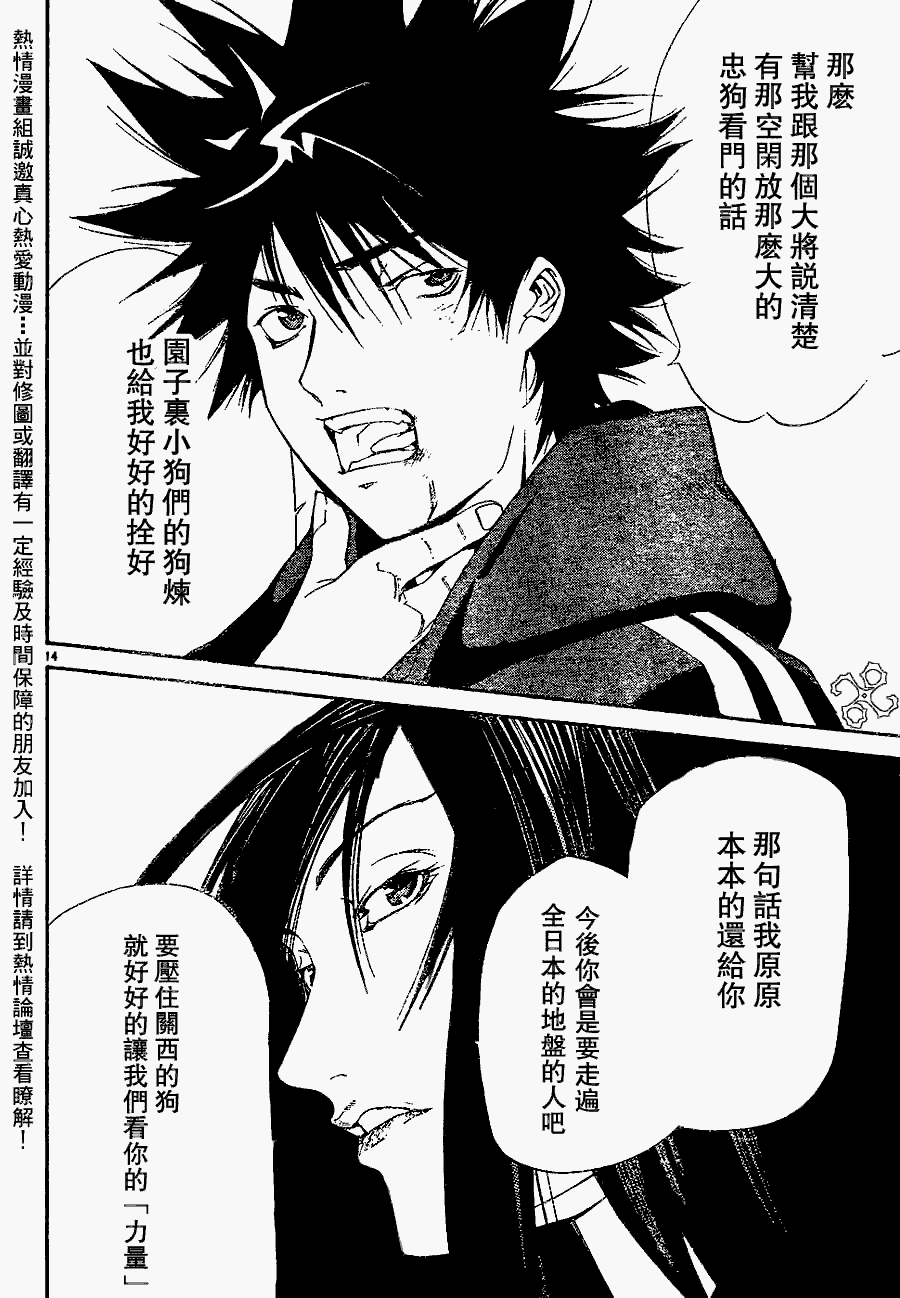 那麽
幫我跟那個大將説清楚
有那空閑放那麽大的
忠狗看門的話
園子裏小狗們的狗煉
也給我好好的拴好
14
那句話我原原
本本的還給你
今後你會是要走遍
全日本的地盤的人吧
要壓住關西的狗
就好好的讓我們看你的「力量」
熱情漫畫組誠邀真心熱愛動漫…並對修圖或翻譯有一定經驗及時間保障的朋友加入！ 詳情請到熱情論壇查看瞭解！